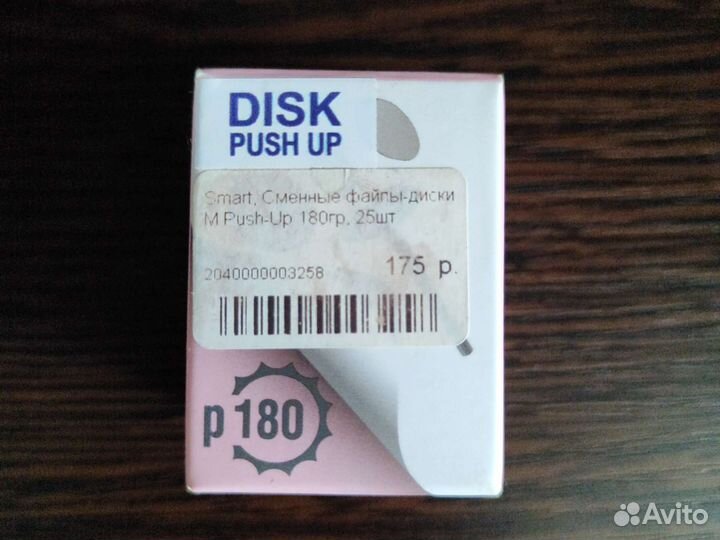 DISK
PUSH UP
Smart, Сменные файлы-диски
M Push-Up 180гр, 25шт
2040000003258 175 р.
p 180
Avito